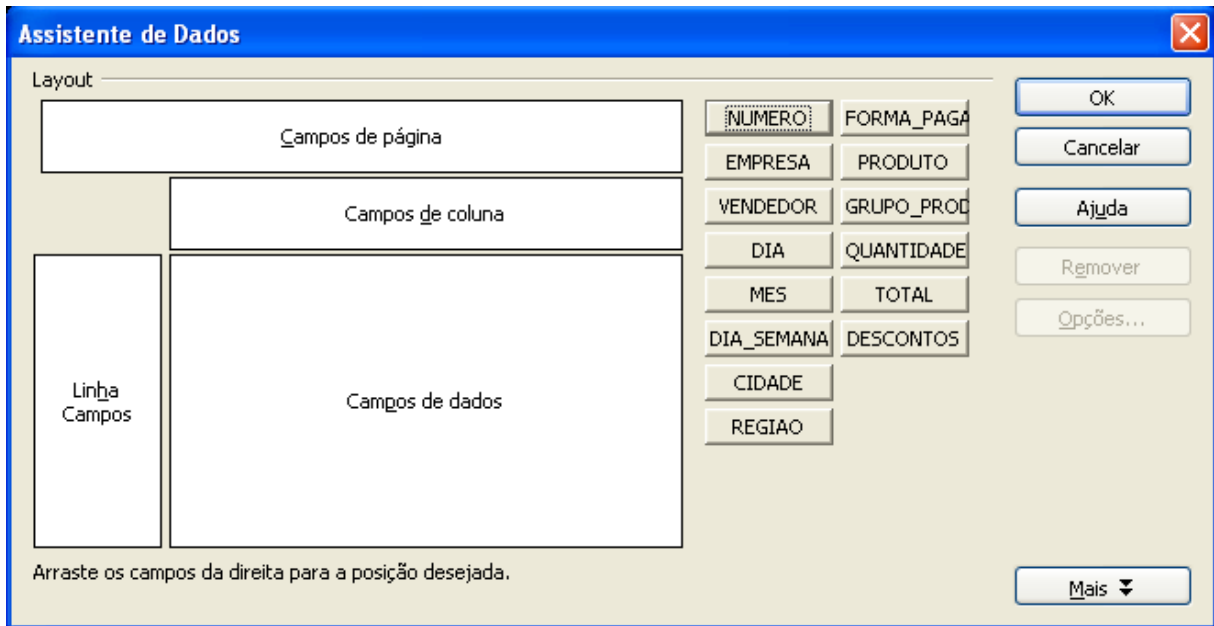 Assistente de Dados
Layout
Campos de página
Campos de coluna
Linha
Campos
Campos de dados
NUMERO
FORMA_PAGA
EMPRESA
PRODUTO
VENDEDOR
GRUPO_PROD
DIA
QUANTIDADE
MES
TOTAL
DIA_SEMANA
DESCONTOS
CIDADE
REGIAO
OK
Cancelar
Ajuda
Remover
Opções...
Arraste os campos da direita para a posição desejada.
Mais